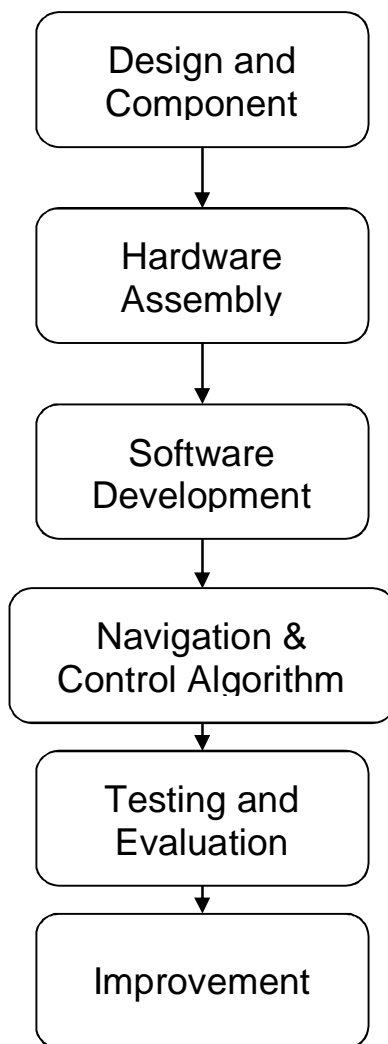 Design and
Component
Hardware
Assembly
Software
Development
Navigation &
Control Algorithm
Testing and
Evaluation
Improvement